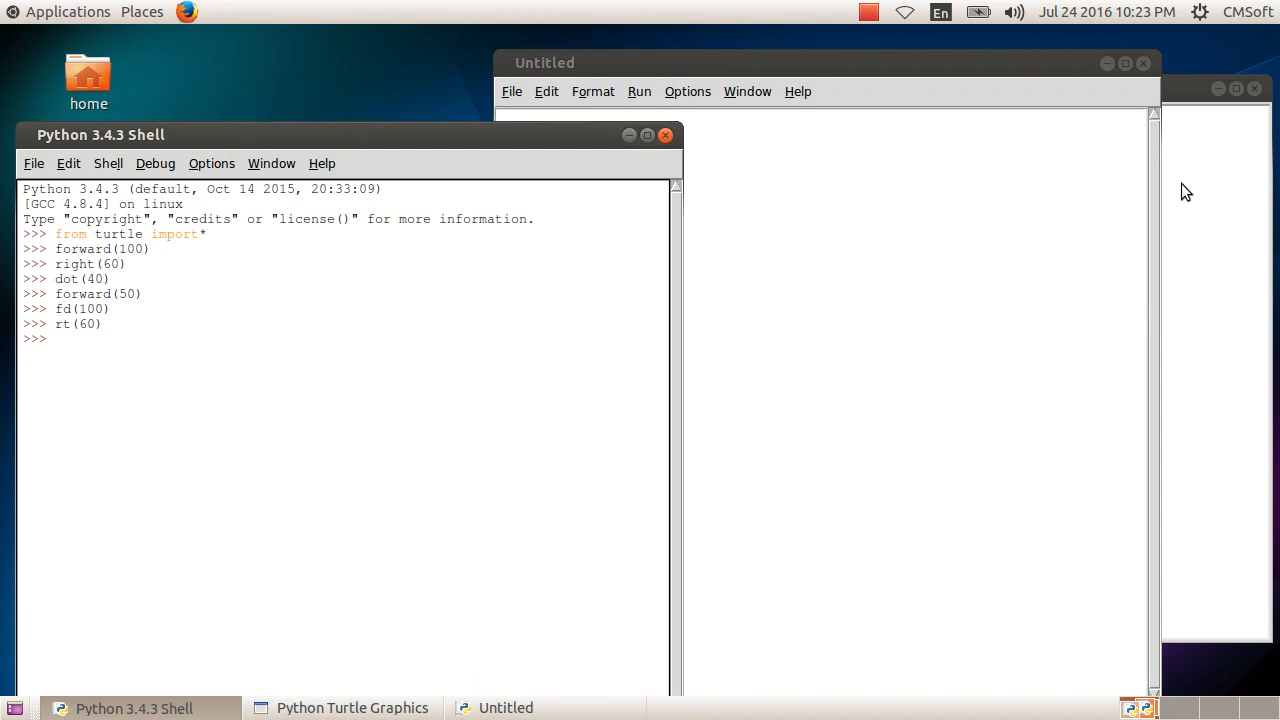 Applications Places En Jul 24 2016 10:23 PM CMSoft
home
Untitled
File Edit Format Run Options Window Help
Python 3.4.3 Shell
File Edit Shell Debug Options Window Help
Python 3.4.3 (default, Oct 14 2015, 20:33:09)
[GCC 4.8.4] on linux
Type "copyright", "credits" or "license()" for more information.
>>> from turtle import*
>>> forward(100)
>>> right(60)
>>> dot(40)
>>> forward(50)
>>> fd(100)
>>> rt(60)
>>>
Python 3.4.3 Shell Python Turtle Graphics Untitled